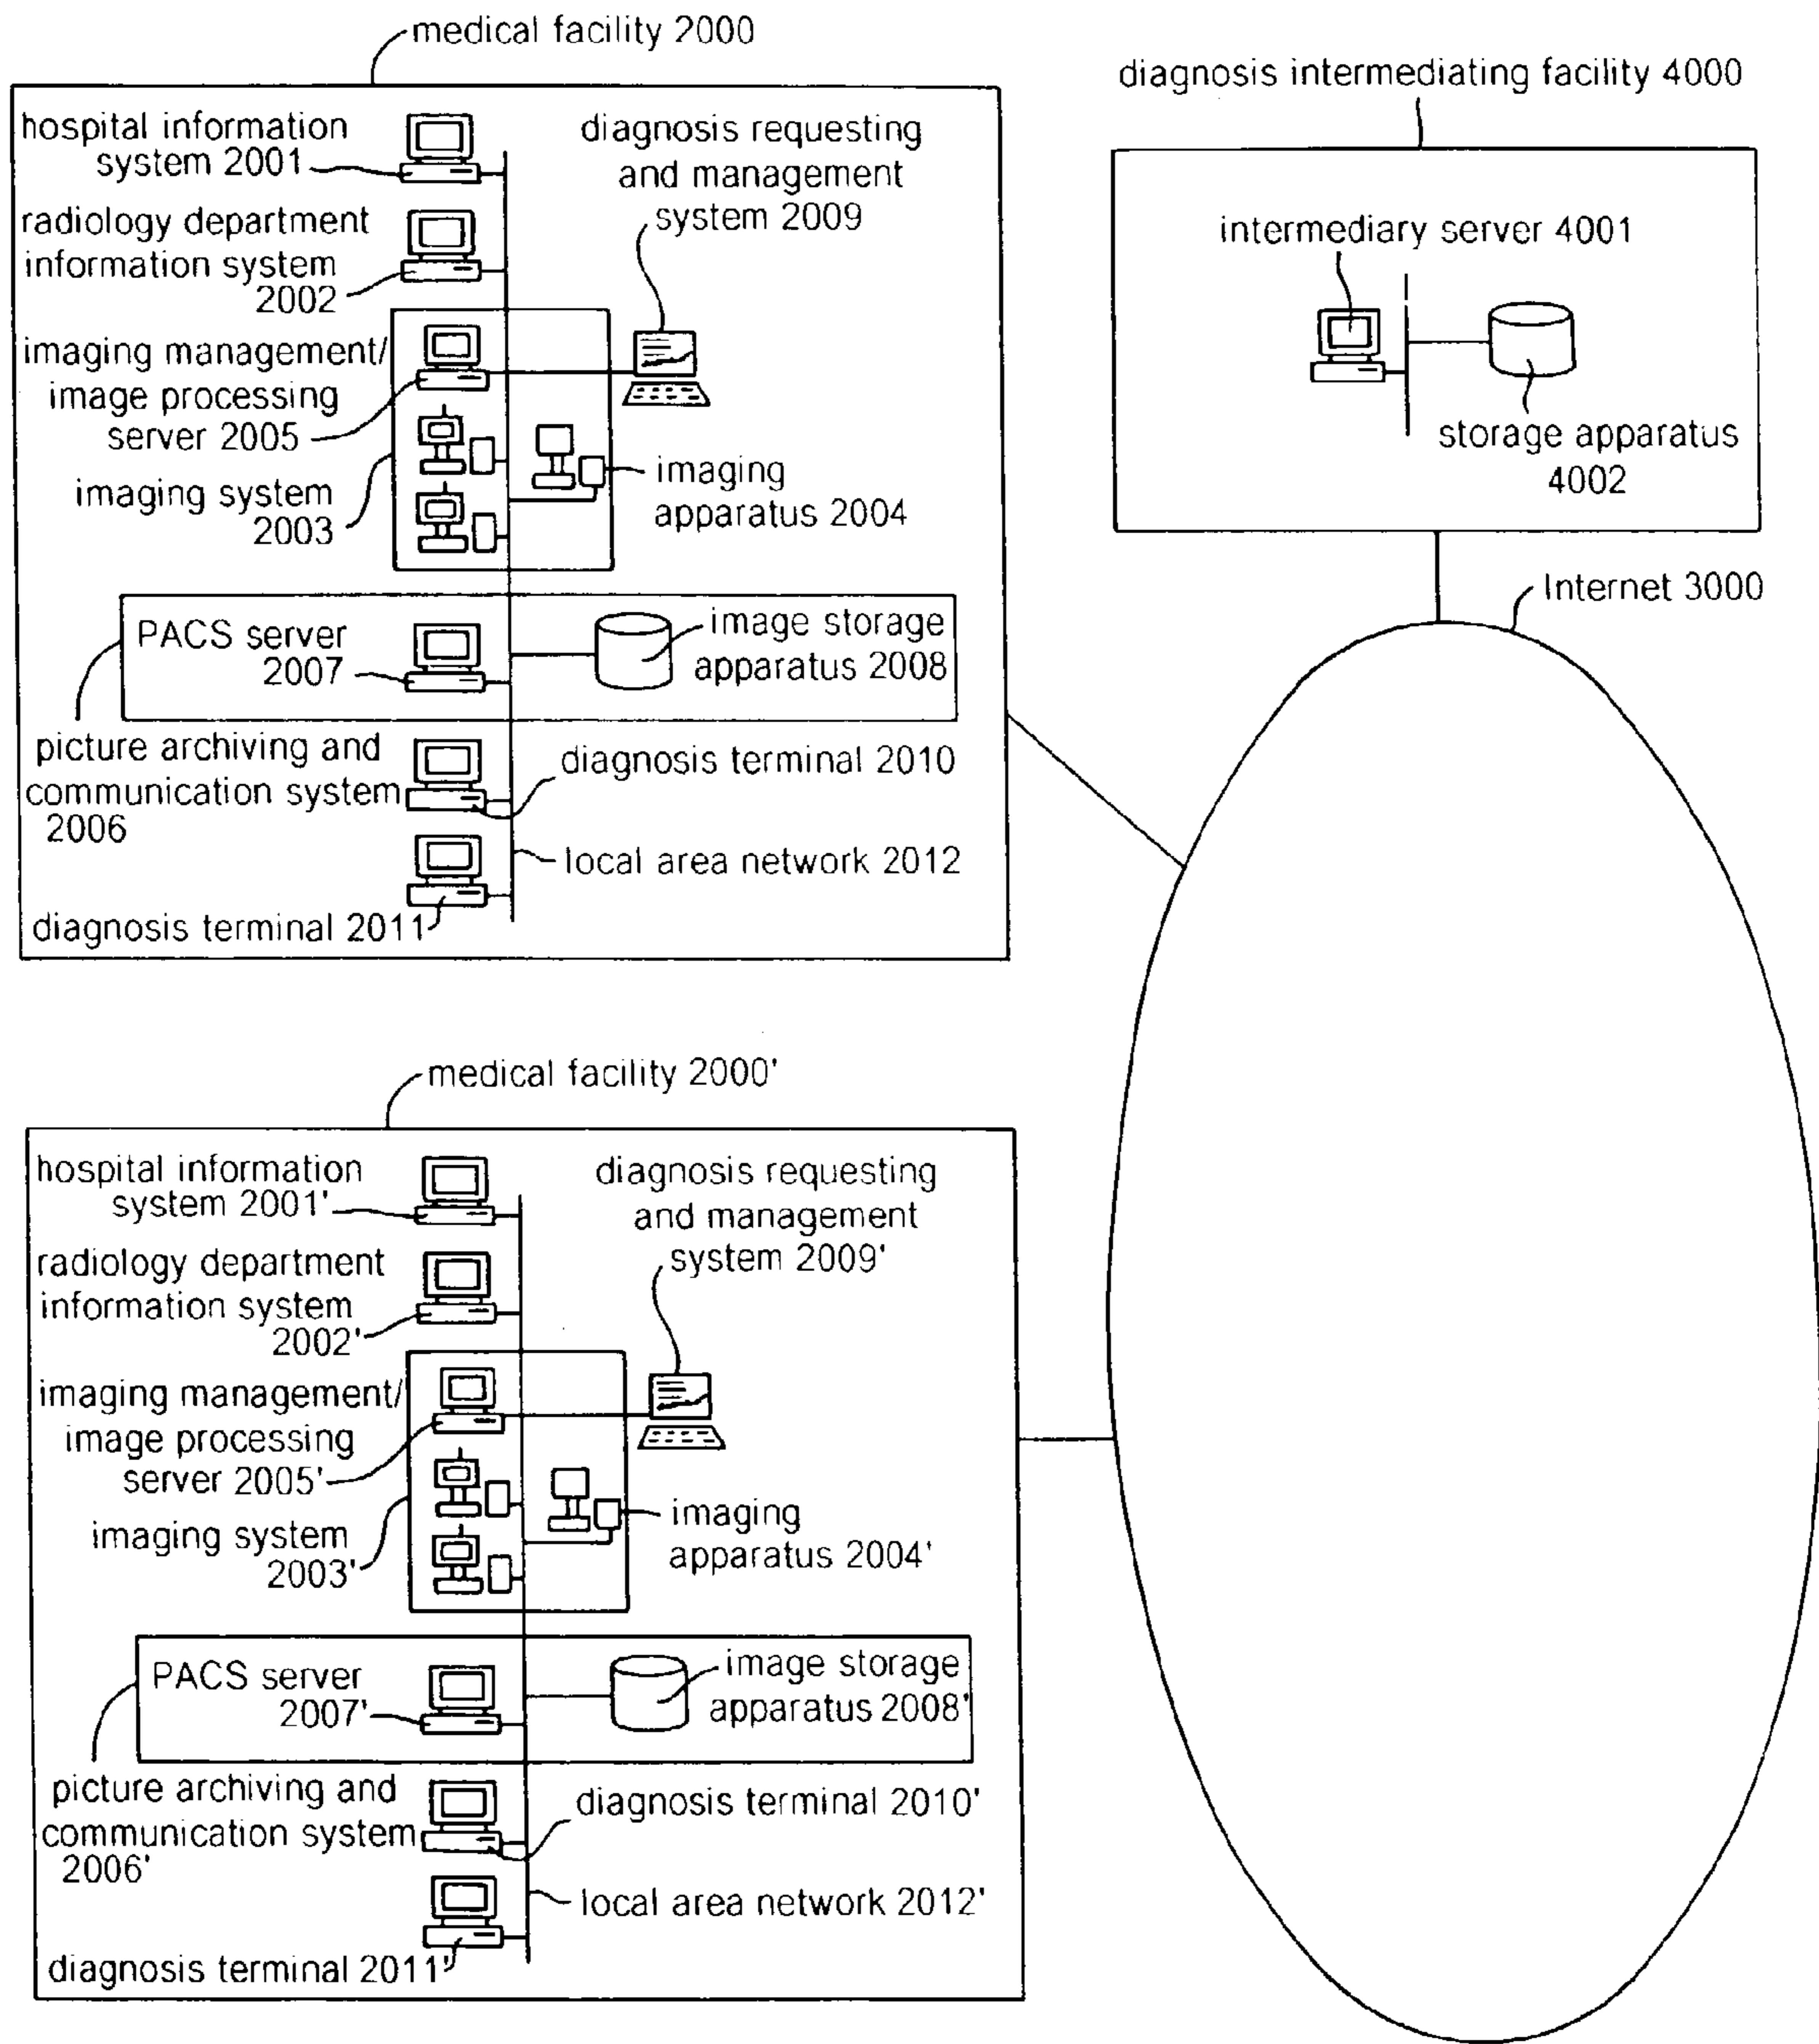 medical facility 2000
hospital information
system 2001
diagnosis requesting
and management
system 2009
radiology department
information system
2002
imaging management/
image processing
server 2005
imaging system
2003
imaging
apparatus 2004
PACS server
2007
image storage
apparatus 2008
picture archiving and
communication system
2006
diagnosis terminal 2010
local area network 2012
diagnosis terminal 2011
diagnosis intermediating facility 4000
intermediary server 4001
storage apparatus
4002
Internet 3000
medical facility 2000'
hospital information
system 2001'
diagnosis requesting
and management
system 2009'
radiology department
information system
2002'
imaging management/
image processing
server 2005'
imaging system
2003'
imaging
apparatus 2004'
PACS server
2007'
image storage
apparatus 2008'
picture archiving and
communication system
2006'
diagnosis terminal 2010'
local area network 2012'
diagnosis terminal 2011'